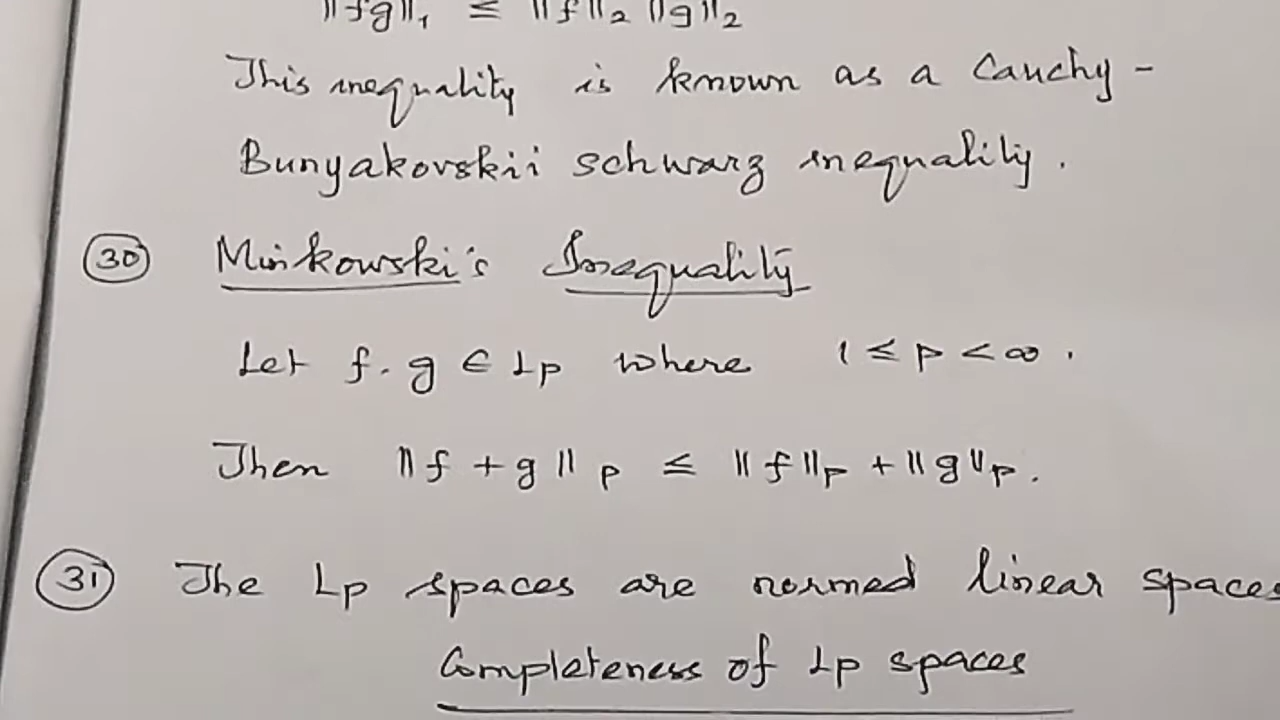 ||fg||₁ ≤ ||f||₂ ||g||₂
This inequality is known as a Cauchy -
Bunyakovskii schwarz inequality.
30 Minkowski's Inequality
Let f. g ∈ Lp where 1 ≤ p < ∞.
Then ||f + g||p ≤ ||f||p + ||g||p.
31 The Lp spaces are normed linear spaces
Completeness of Lp spaces